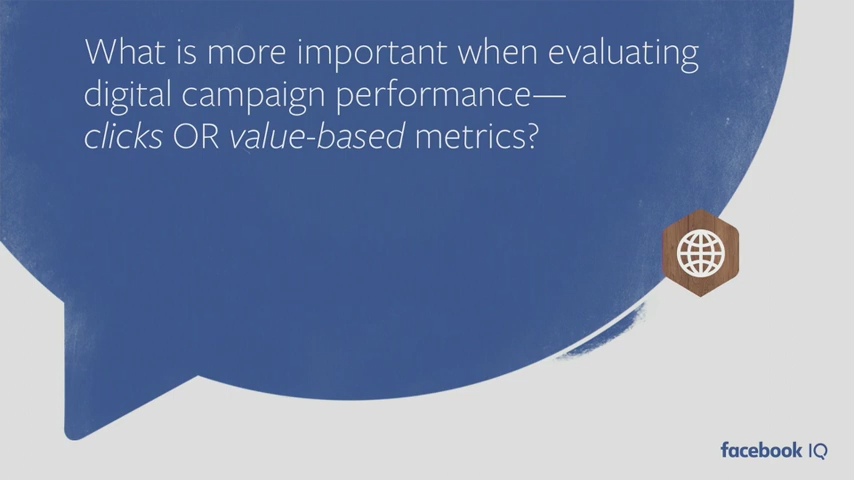 What is more important when evaluating
digital campaign performance—
clicks OR value-based metrics?
facebook IQ